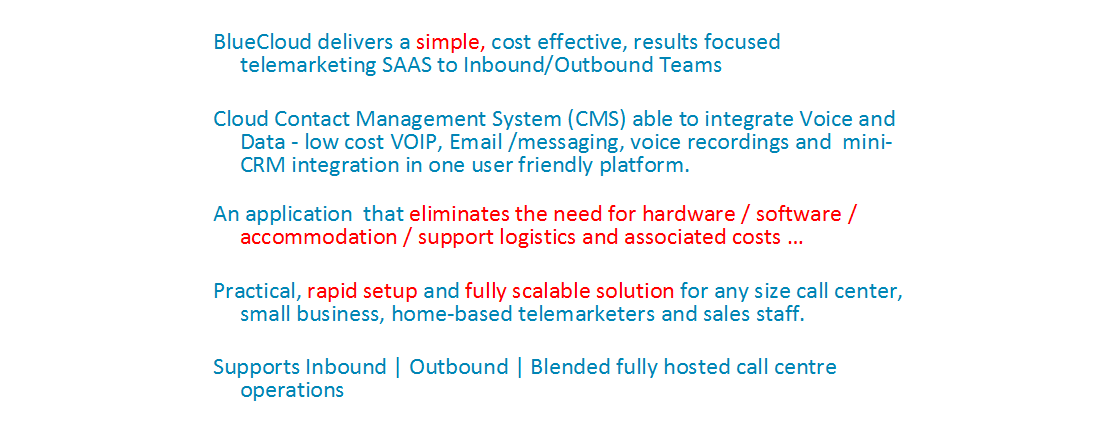 BlueCloud delivers a simple, cost effective, results focused
telemarketing SAAS to Inbound/Outbound Teams
Cloud Contact Management System (CMS) able to integrate Voice and
Data - low cost VOIP, Email /messaging, voice recordings and  mini-
CRM integration in one user friendly platform.
An application  that eliminates the need for hardware / software /
accommodation / support logistics and associated costs ...
Practical, rapid setup and fully scalable solution for any size call center,
small business, home-based telemarketers and sales staff.
Supports Inbound | Outbound | Blended fully hosted call centre
operations